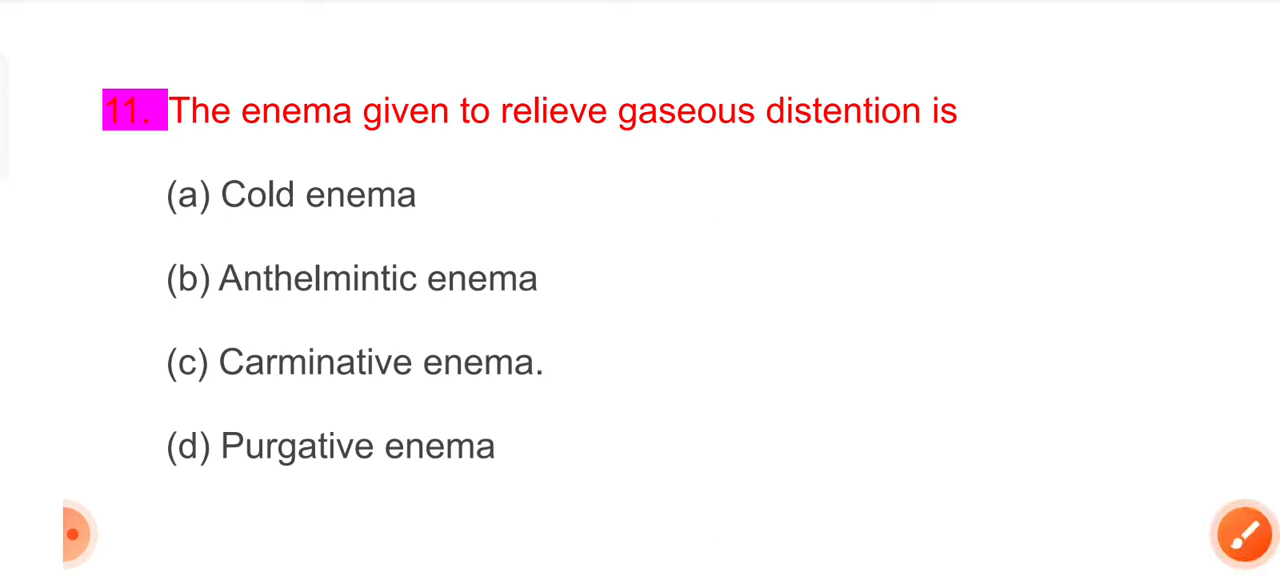 11. The enema given to relieve gaseous distention is
(a) Cold enema
(b) Anthelmintic enema
(c) Carminative enema.
(d) Purgative enema